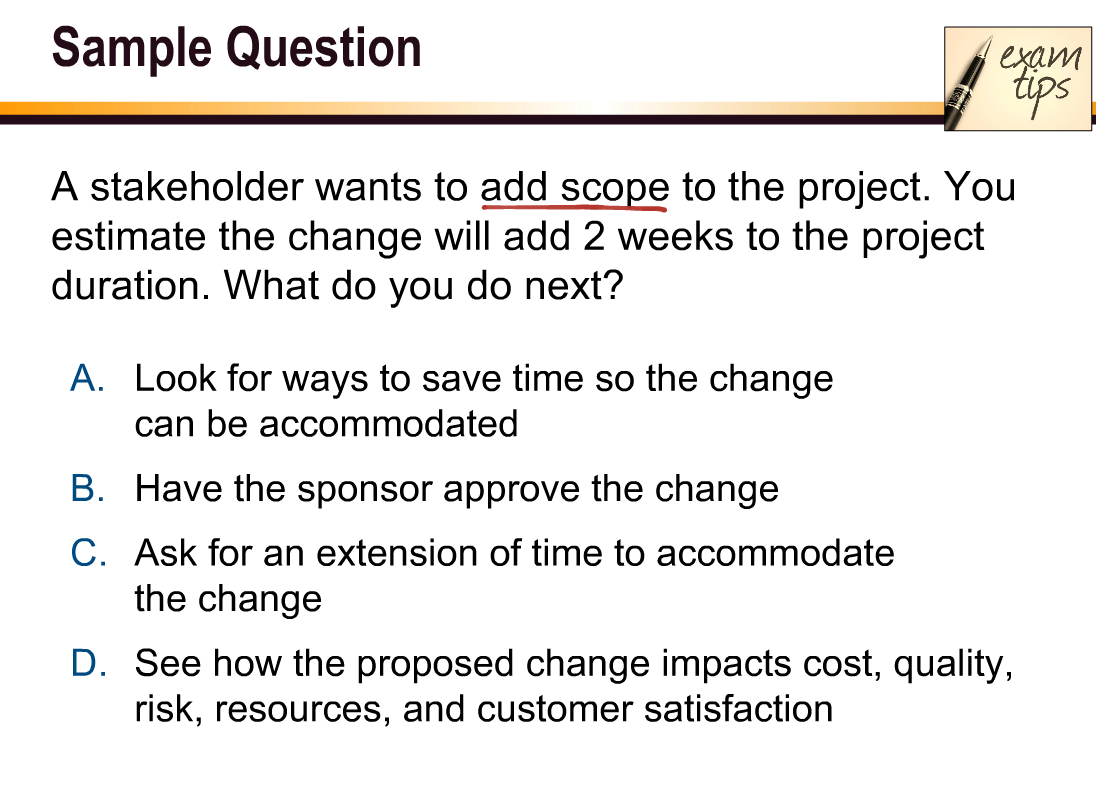 Sample Question
exam
tips
A stakeholder wants to add scope to the project. You
estimate the change will add 2 weeks to the project
duration. What do you do next?
A. Look for ways to save time so the change
can be accommodated
B. Have the sponsor approve the change
C. Ask for an extension of time to accommodate
the change
D. See how the proposed change impacts cost, quality,
risk, resources, and customer satisfaction